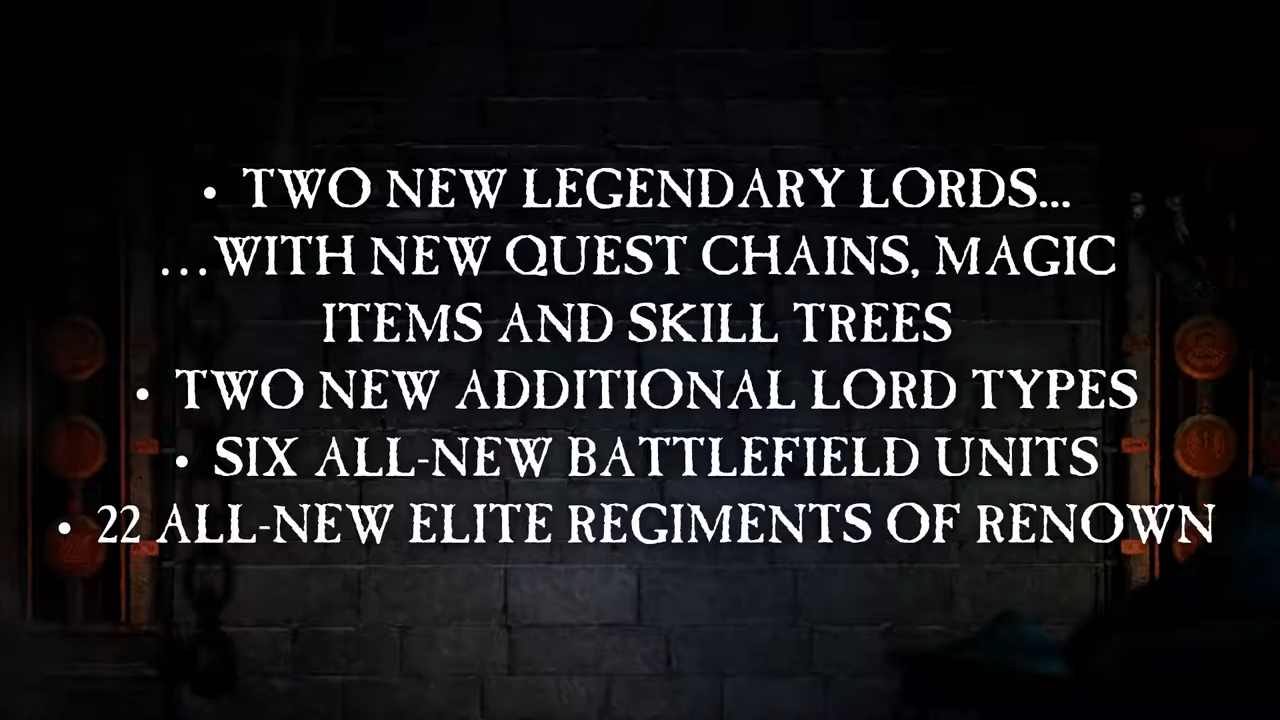 • TWO NEW LEGENDARY LORDS...
...WITH NEW QUEST CHAINS, MAGIC
ITEMS AND SKILL TREES
• TWO NEW ADDITIONAL LORD TYPES
• SIX ALL-NEW BATTLEFIELD UNITS
• 22 ALL-NEW ELITE REGIMENTS OF RENOWN